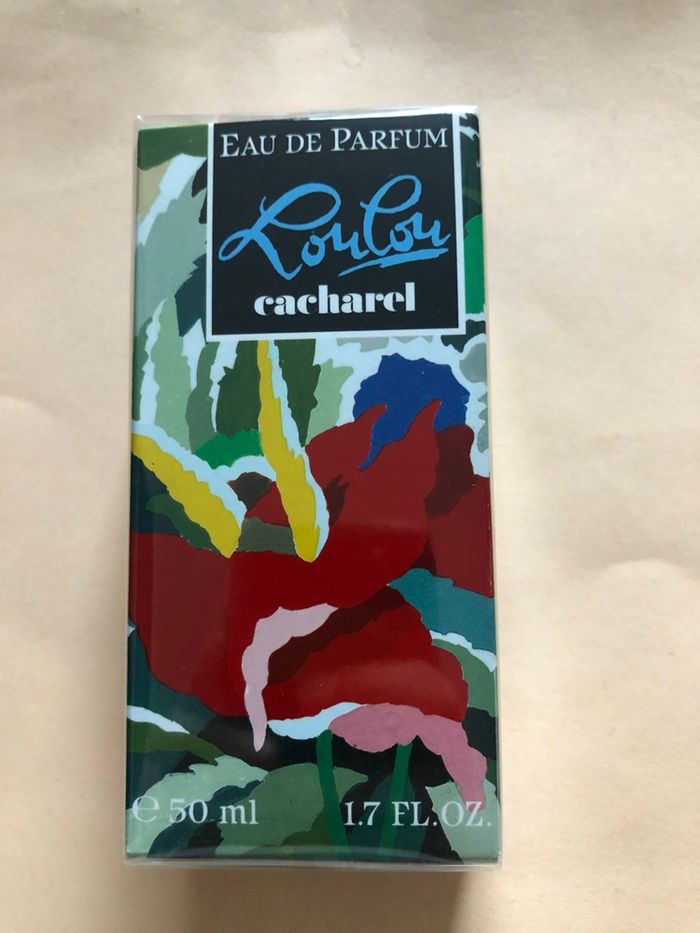 EAU DE PARFUM
Loulou
cacharel
℮ 50 ml 1.7 FL.OZ.